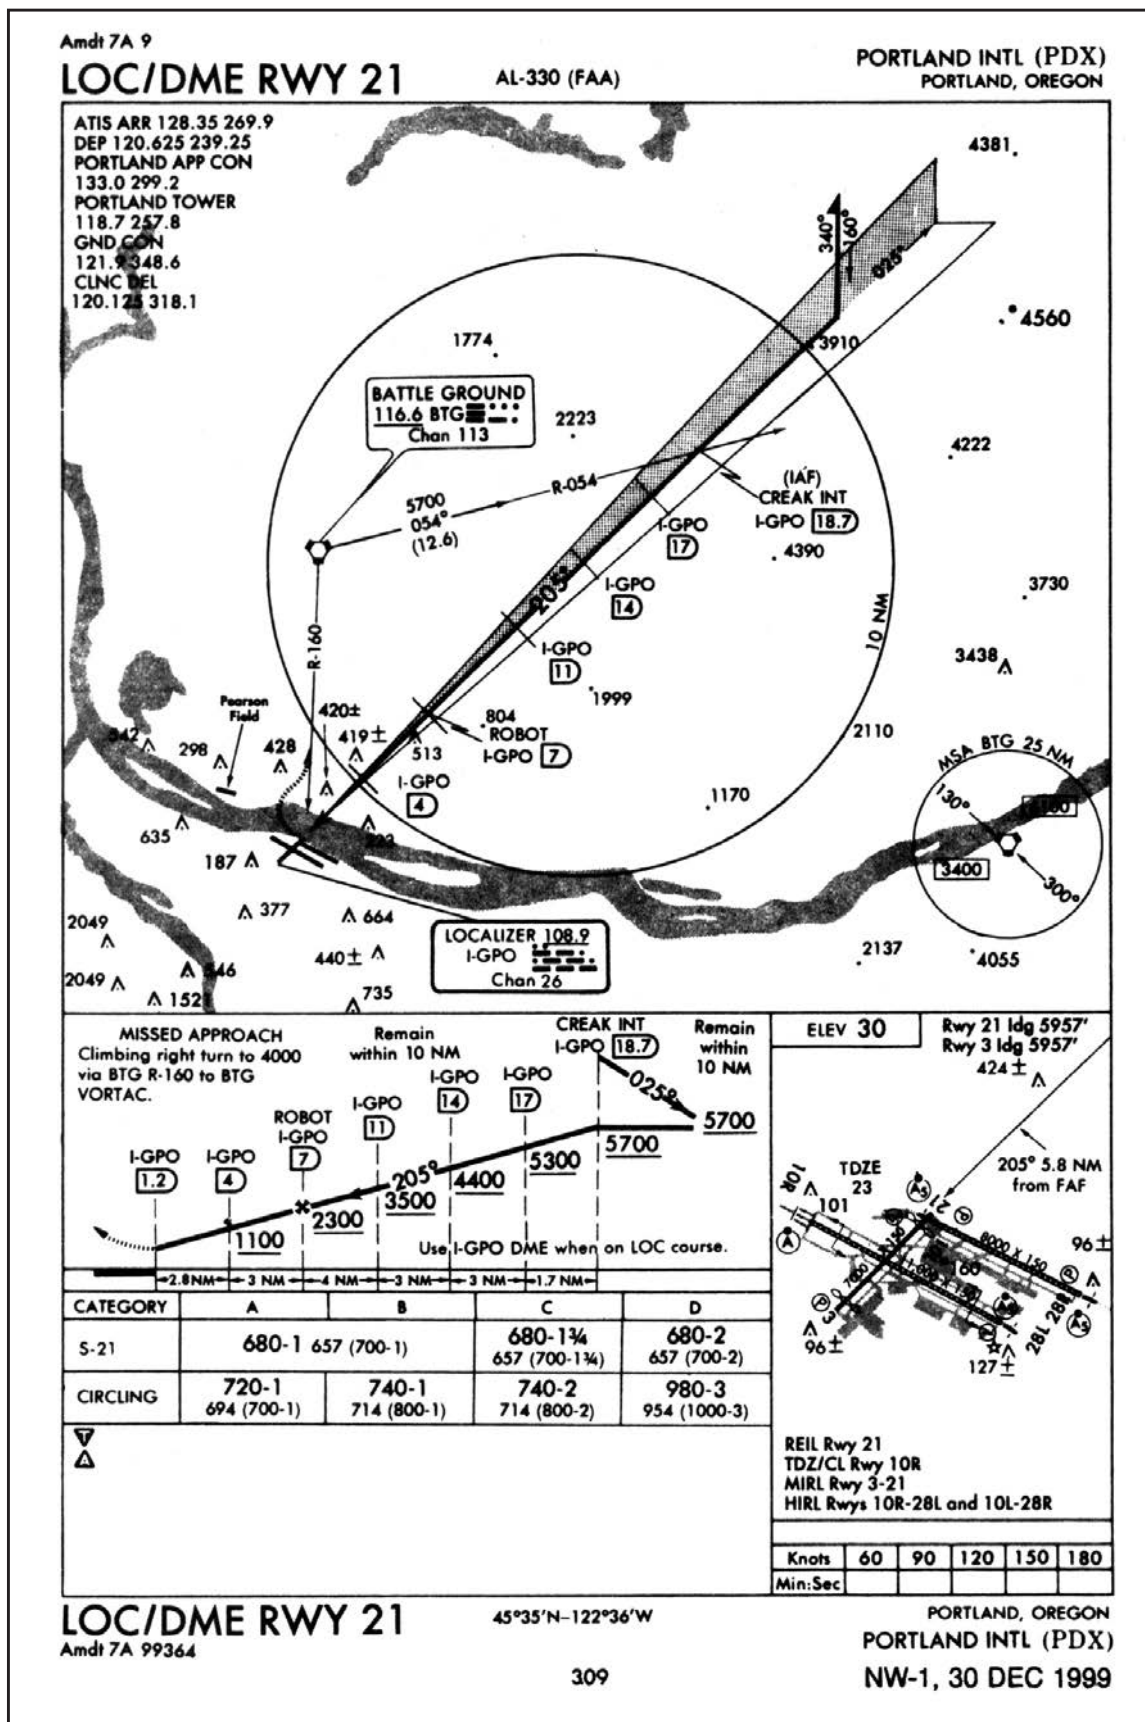 Amdt 7A 9
LOC/DME RWY 21
AL-330 (FAA)
PORTLAND INTL (PDX)
PORTLAND, OREGON
ATIS ARR 128.35 269.9
DEP 120.625 239.25
PORTLAND APP CON
133.0 299.2
PORTLAND TOWER
118.7 257.8
GND CON
121.9 348.6
CLNC DEL
120.125 318.1
4381
340°
160°
025°
4560
3910
1774
BATTLE GROUND
116.6 BTG
Chan 113
2223
4222
R-054
5700
054°
(12.6)
(IAF)
CREAK INT
I-GPO 18.7
I-GPO
17
4390
205°
I-GPO
14
3730
10 NM
R-160
I-GPO
11
3438
1999
Pearson
Field
420±
804
ROBOT
I-GPO 7
2110
542
298
428
419±
513
MSA BTG 25 NM
I-GPO
4
1170
130°
635
223
187
3400
300°
377
664
2049
LOCALIZER 108.9
I-GPO
Chan 26
440±
2137
4055
546
2049
1521
735
MISSED APPROACH
Climbing right turn to 4000
via BTG R-160 to BTG
VORTAC.
Remain
within 10 NM
CREAK INT
I-GPO 18.7
Remain
within
10 NM
025°
5700
I-GPO
17
I-GPO
14
I-GPO
11
ROBOT
I-GPO
7
I-GPO
4
I-GPO
1.2
205°
5700
5300
4400
3500
2300
1100
Use I-GPO DME when on LOC course.
2.8 NM 3 NM 4 NM 3 NM 3 NM 1.7 NM
ELEV 30
Rwy 21 ldg 5957'
Rwy 3 ldg 5957'
424±
205° 5.8 NM
from FAF
TDZE
23
10R
101
21
8000 X 150
96±
3
96±
28L
28R
127±
CATEGORY A B C D
S-21 680-1 657 (700-1) 680-1¾ 657 (700-1¾) 680-2 657 (700-2)
CIRCLING 720-1 694 (700-1) 740-1 714 (800-1) 740-2 714 (800-2) 980-3 954 (1000-3)
T
A
REIL Rwy 21
TDZ/CL Rwy 10R
MIRL Rwy 3-21
HIRL Rwys 10R-28L and 10L-28R
Knots 60 90 120 150 180
Min:Sec
LOC/DME RWY 21
Amdt 7A 99364
45°35'N-122°36'W
309
PORTLAND, OREGON
PORTLAND INTL (PDX)
NW-1, 30 DEC 1999